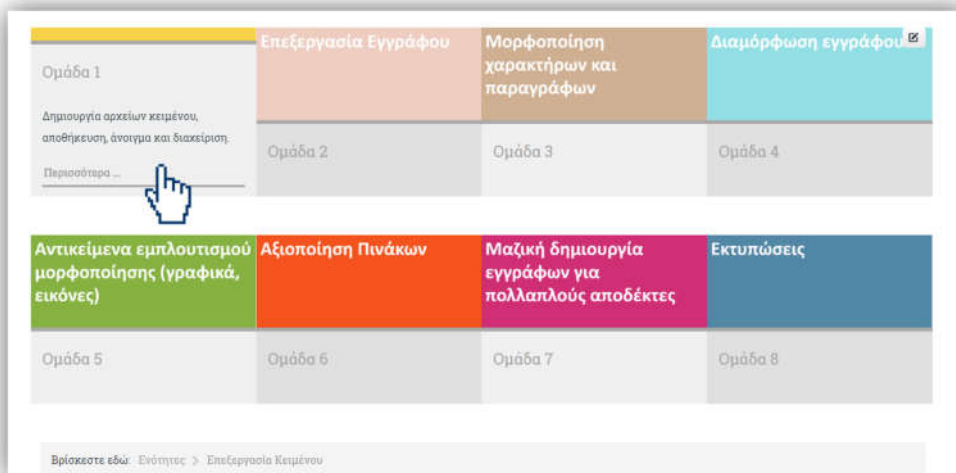 Ομάδα 1
Δημιουργία αρχείων κειμένου,
αποθήκευση, άνοιγμα και διαχείριση.
Περισσότερα ...
Επεξεργασία Εγγράφου
Ομάδα 2
Μορφοποίηση
χαρακτήρων και
παραγράφων
Ομάδα 3
Διαμόρφωση εγγράφου
Ομάδα 4
Αντικείμενα εμπλουτισμού
μορφοποίησης (γραφικά,
εικόνες)
Ομάδα 5
Αξιοποίηση Πινάκων
Ομάδα 6
Μαζική δημιουργία
εγγράφων για
πολλαπλούς αποδέκτες
Ομάδα 7
Εκτυπώσεις
Ομάδα 8
Βρίσκεστε εδώ: Ενότητες > Επεξεργασία Κειμένου